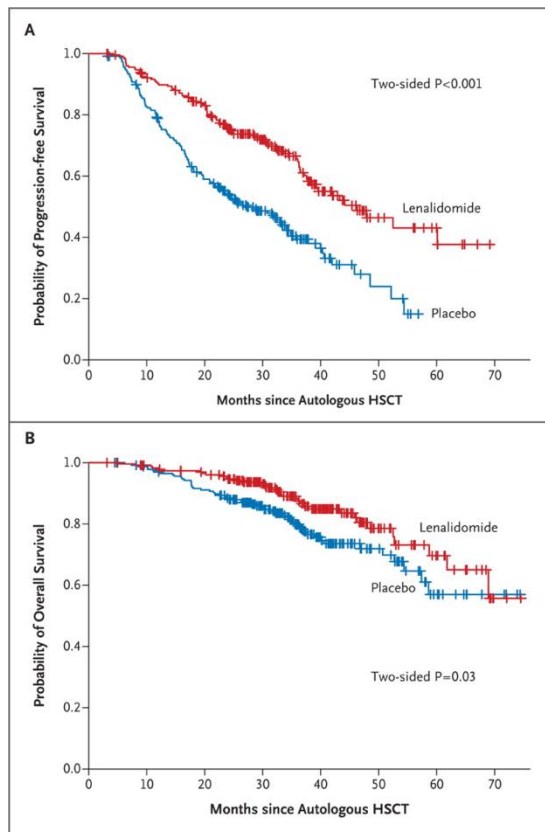 A
1.0
0.8
0.6
0.4
0.2
0.0
0 10 20 30 40 50 60 70
Probability of Progression-free Survival
Months since Autologous HSCT
Two-sided P<0.001
Lenalidomide
Placebo
B
1.0
0.8
0.6
0.4
0.2
0.0
0 10 20 30 40 50 60 70
Probability of Overall Survival
Months since Autologous HSCT
Lenalidomide
Placebo
Two-sided P=0.03